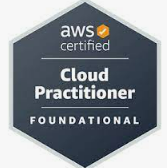 aws
certified
Cloud
Practitioner
FOUNDATIONAL